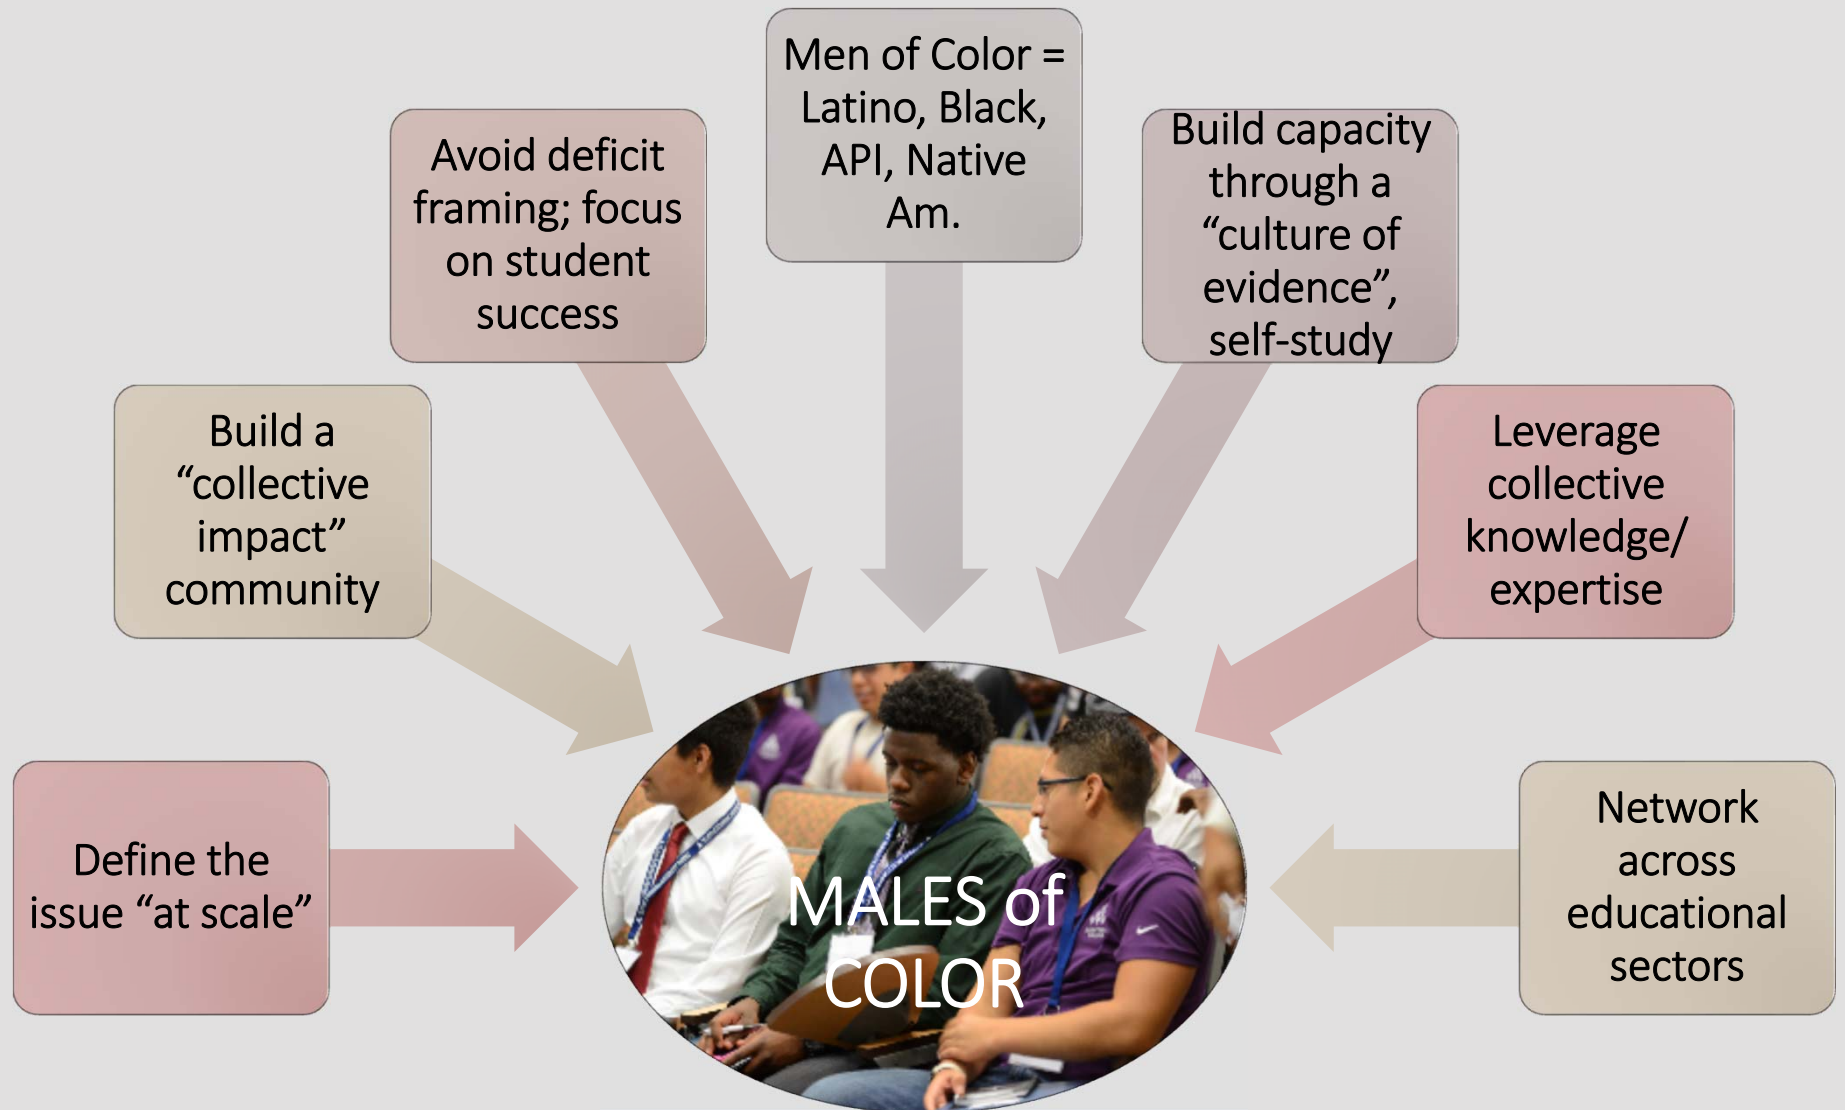 Men of Color =
Latino, Black,
API, Native
Am.
Avoid deficit
framing; focus
on student
success
Build capacity
through a
“culture of
evidence”,
self-study
Build a
“collective
impact”
community
Leverage
collective
knowledge/
expertise
Define the
issue “at scale”
Network
across
educational
sectors
MALES of
COLOR